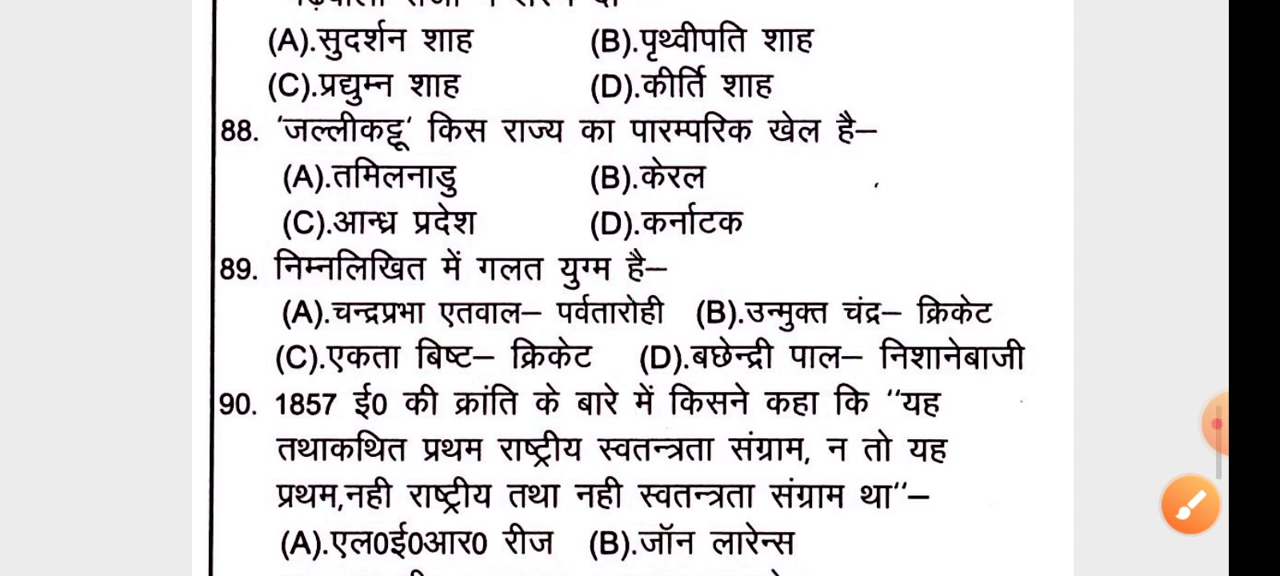 (A).सुदर्शन शाह (B).पृथ्वीपति शाह
(C).प्रद्युम्न शाह (D).कीर्ति शाह
88. 'जल्लीकट्टू' किस राज्य का पारम्परिक खेल है–
(A).तमिलनाडु (B).केरल
(C).आन्ध्र प्रदेश (D).कर्नाटक
89. निम्नलिखित में गलत युग्म है–
(A).चन्द्रप्रभा एतवाल– पर्वतारोही (B).उन्मुक्त चंद्र– क्रिकेट
(C).एकता बिष्ट– क्रिकेट (D).बछेन्द्री पाल– निशानेबाजी
90. 1857 ई0 की क्रांति के बारे में किसने कहा कि "यह
तथाकथित प्रथम राष्ट्रीय स्वतन्त्रता संग्राम, न तो यह
प्रथम,नही राष्ट्रीय तथा नही स्वतन्त्रता संग्राम था"–
(A).एल0ई0आर0 रीज (B).जॉन लारेन्स